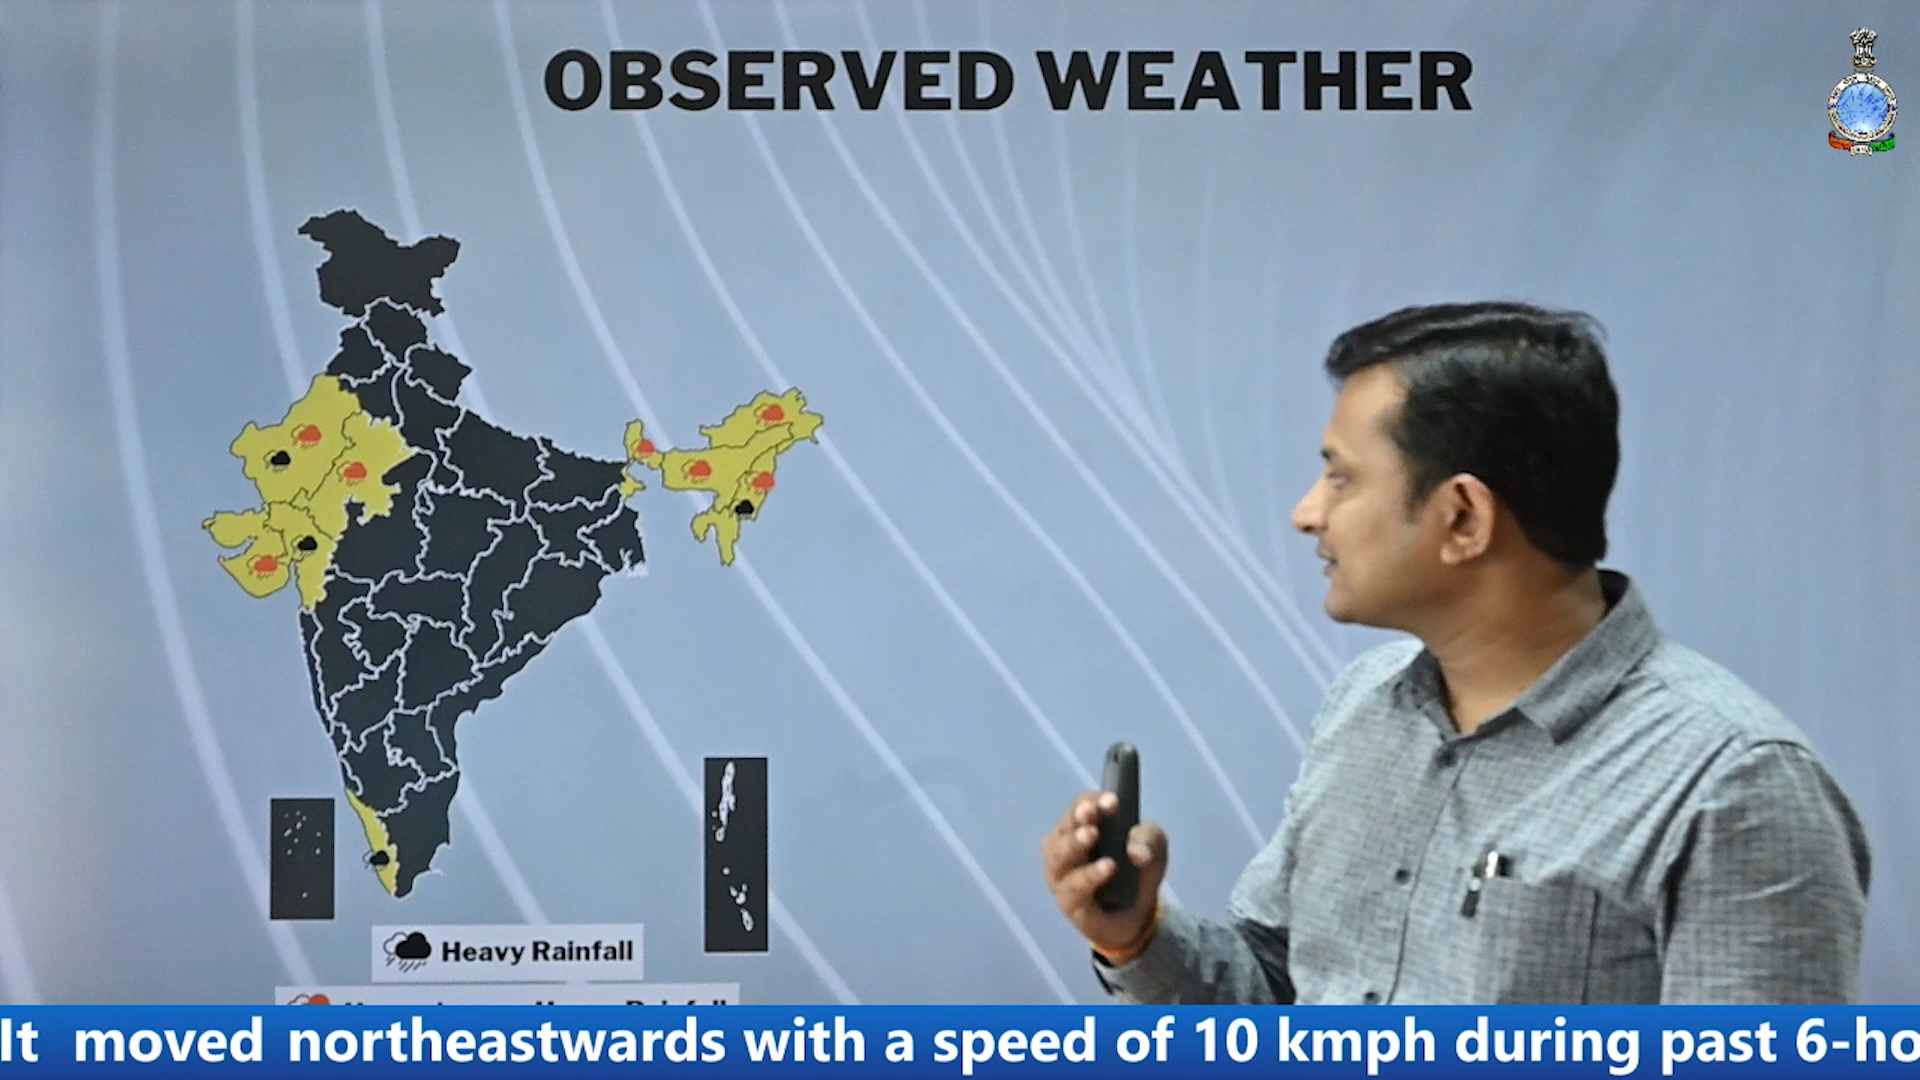 OBSERVED WEATHER
Heavy Rainfall
It moved northeastwards with a speed of 10 kmph during past 6-ho